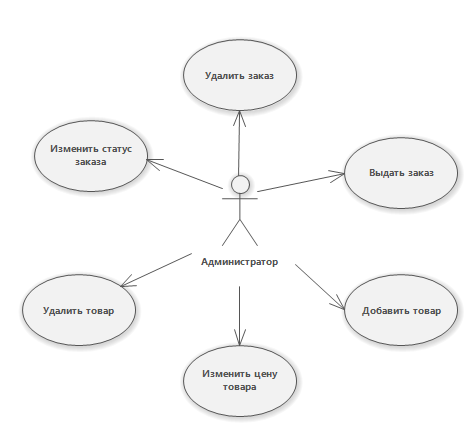 Удалить заказ
Изменить статус
заказа
Выдать заказ
Администратор
Удалить товар
Добавить товар
Изменить цену
товара